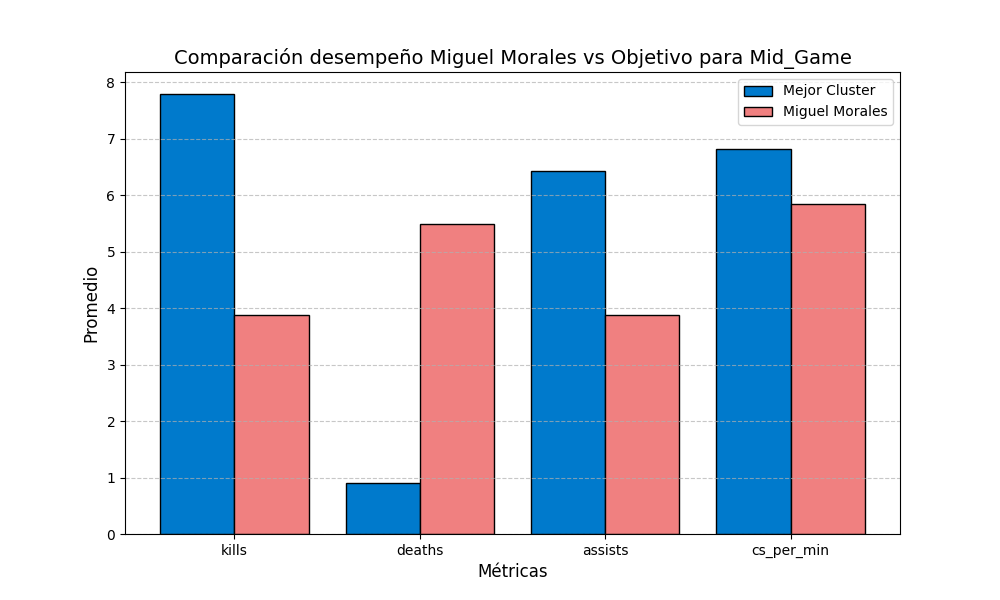 Comparación desempeño Miguel Morales vs Objetivo para Mid_Game
Mejor Cluster
Miguel Morales
Promedio
8
7
6
5
4
3
2
1
0
kills
deaths
assists
cs_per_min
Métricas